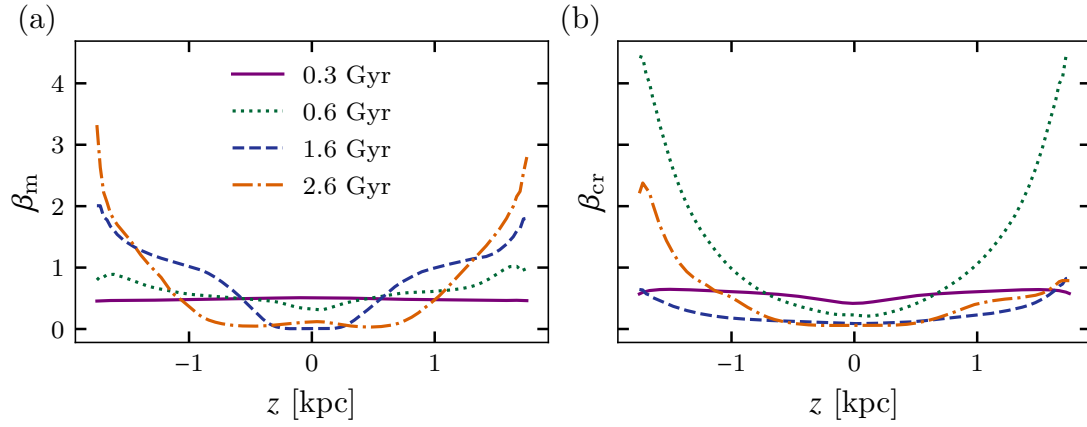 (a)
4
3
2
1
0
β_m
0.3 Gyr
0.6 Gyr
1.6 Gyr
2.6 Gyr
−1 0 1
z [kpc]
(b)
β_cr
−1 0 1
z [kpc]